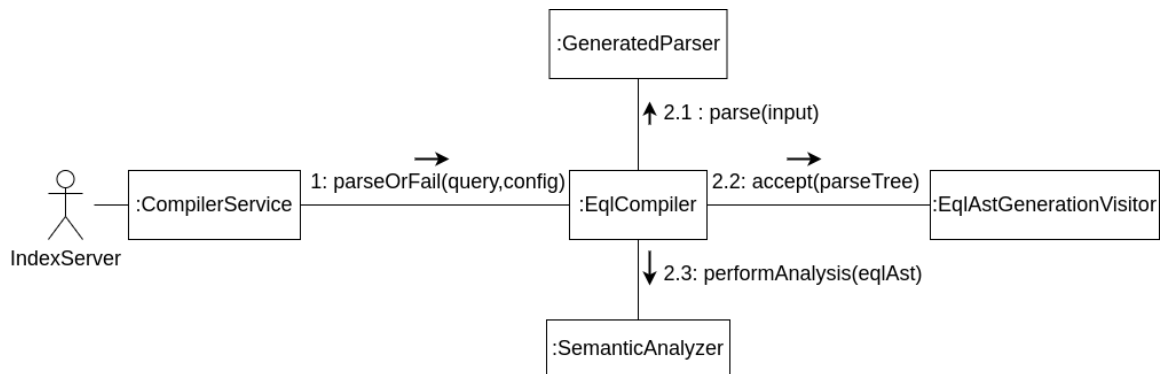 :GeneratedParser
2.1 : parse(input)
1: parseOrFail(query,config)
2.2: accept(parseTree)
:CompilerService
:EqlCompiler
:EqlAstGenerationVisitor
IndexServer
2.3: performAnalysis(eqlAst)
:SemanticAnalyzer